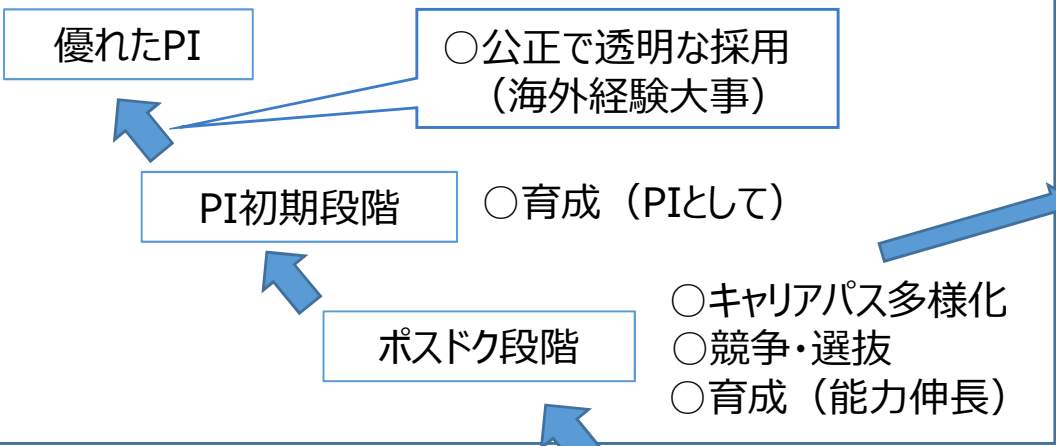 優れたPI
○公正で透明な採用
（海外経験大事）
PI初期段階
○育成（PIとして）
ポスドク段階
○キャリアパス多様化
○競争・選抜
○育成（能力伸長）